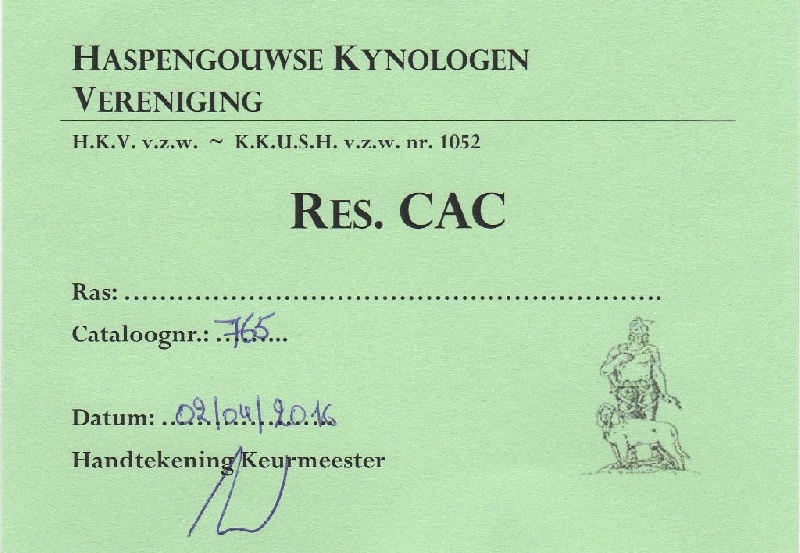 HASPENGOUWSE KYNOLOGEN
VERENIGING
H.K.V. v.z.w. ~ K.K.U.S.H. v.z.w. nr. 1052
RES. CAC
Ras: ............................................................
Cataloognr.: 765
Datum: 02/04/2016
Handtekening Keurmeester